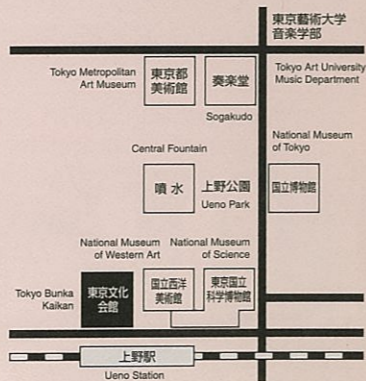 東京藝術大学
音楽学部
Tokyo Art University
Music Department
Tokyo Metropolitan
Art Museum
東京都
美術館
奏楽堂
Sogakudo
National Museum
of Tokyo
国立博物館
Central Fountain
噴水
上野公園
Ueno Park
National Museum
of Western Art
National Museum
of Science
Tokyo Bunka
Kaikan
東京文化
会館
国立西洋
美術館
東京国立
科学博物館
上野駅
Ueno Station